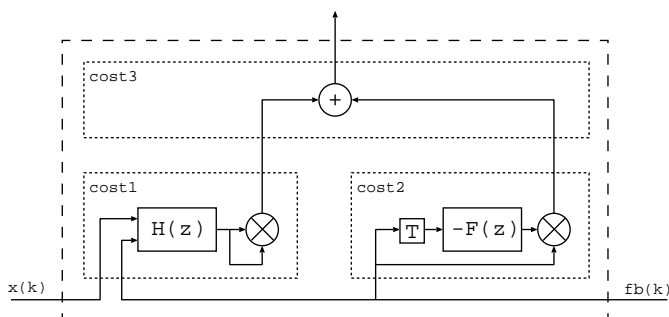 cost3
+
cost1
cost2
H(z)
T
-F(z)
x(k)
fb(k)